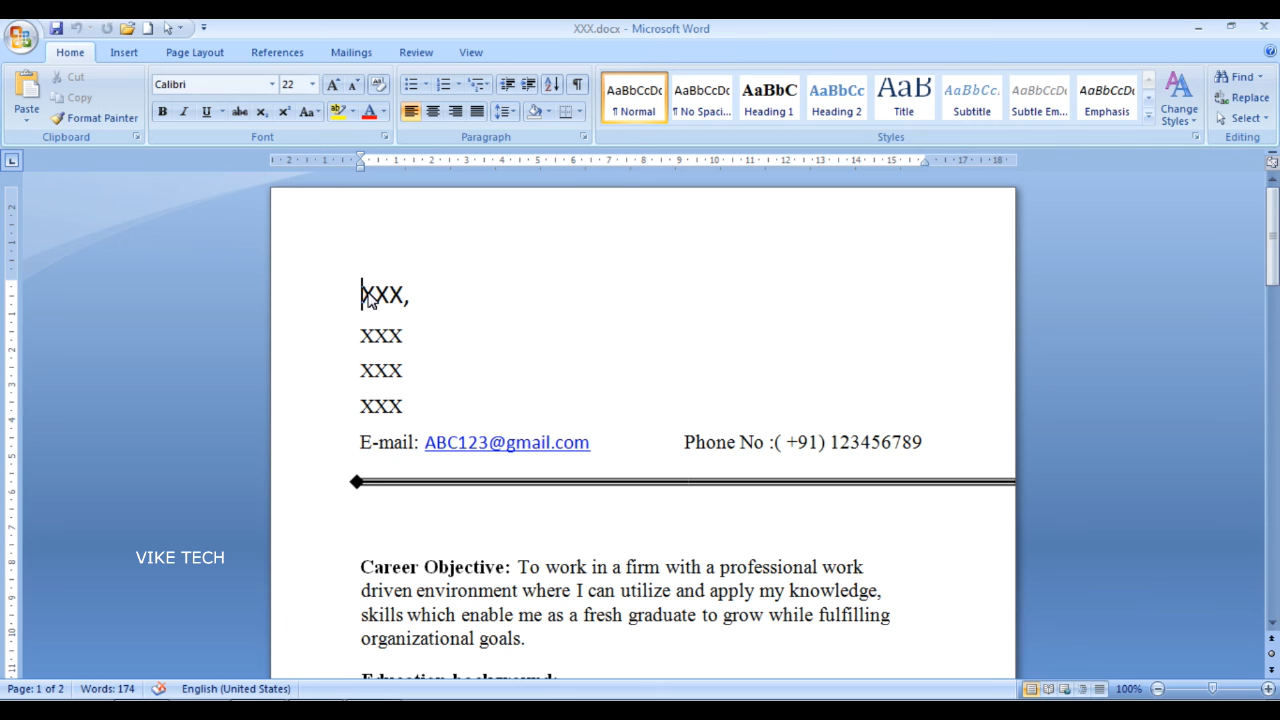 XXX.docx - Microsoft Word
Home Insert Page Layout References Mailings Review View
Paste
Cut
Copy
Format Painter
Clipboard
Calibri 22
Font
Paragraph
AaBbCcDc AaBbCcDc AaBbC AaBbCc AaB AaBbCc. AaBbCcDc AaBbCcDc
¶ Normal ¶ No Spaci... Heading 1 Heading 2 Title Subtitle Subtle Em... Emphasis
Change Styles
Styles
Find
Replace
Select
Editing
XXX,
XXX
XXX
XXX
E-mail: ABC123@gmail.com Phone No :( +91) 123456789
VIKE TECH
Career Objective: To work in a firm with a professional work
driven environment where I can utilize and apply my knowledge,
skills which enable me as a fresh graduate to grow while fulfilling
organizational goals.
Education background:
Page: 1 of 2 Words: 174 English (United States) 100%